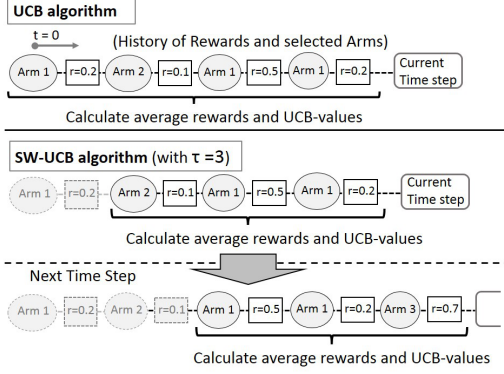 UCB algorithm
t = 0
(History of Rewards and selected Arms)
Arm 1 r=0.2 Arm 2 r=0.1 Arm 1 r=0.5 Arm 1 r=0.2 Current
Time step
Calculate average rewards and UCB-values
SW-UCB algorithm (with τ =3)
Arm 1 r=0.2 Arm 2 r=0.1 Arm 1 r=0.5 Arm 1 r=0.2 Current
Time step
Calculate average rewards and UCB-values
Next Time Step
Arm 1 r=0.2 Arm 2 r=0.1 Arm 1 r=0.5 Arm 1 r=0.2 Arm 3 r=0.7
Calculate average rewards and UCB-values